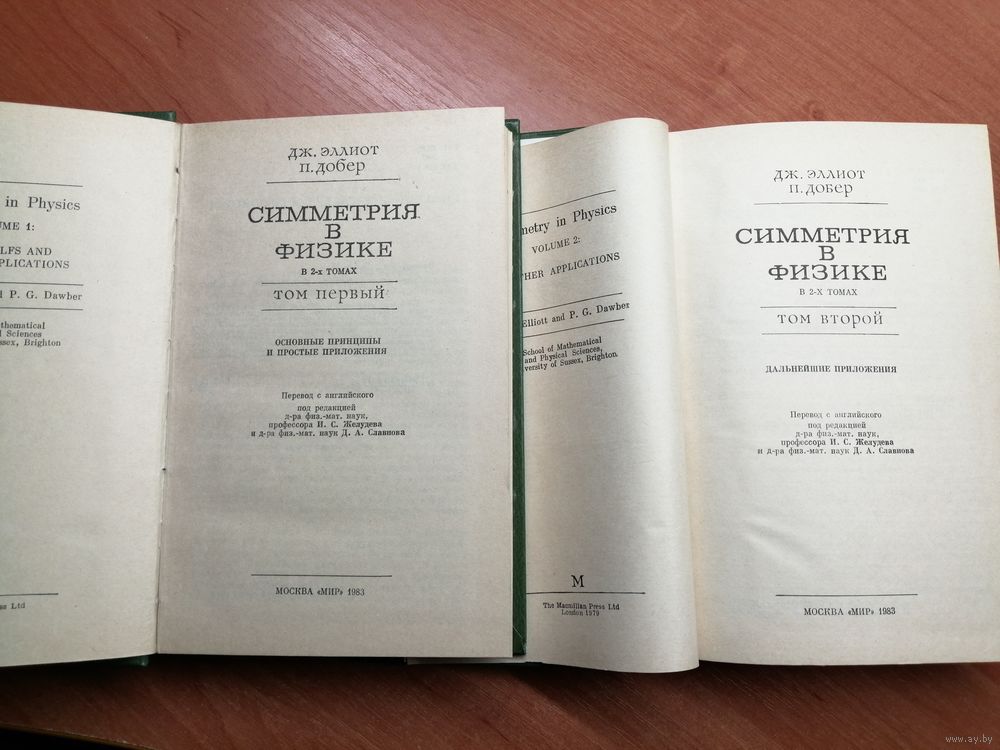 in Physics
UME 1:
LFS AND
PLICATIONS
P. G. Dawber
thematical
l Sciences
ssex, Brighton
ss Ltd
ДЖ. ЭЛЛИОТ
П. ДОБЕР
СИММЕТРИЯ
В
ФИЗИКЕ
В 2-х ТОМАХ
ТОМ ПЕРВЫЙ
ОСНОВНЫЕ ПРИНЦИПЫ
И ПРОСТЫЕ ПРИЛОЖЕНИЯ
Перевод с английского
под редакцией
д-ра физ.-мат. наук,
профессора И. С. Желудева
и д-ра физ.-мат. наук Д. А. Славнова
МОСКВА «МИР» 1983
metry in Physics
VOLUME 2:
HER APPLICATIONS
Elliott and P. G. Dawber
School of Mathematical
and Physical Sciences,
versity of Sussex, Brighton
M
The Macmillan Press Ltd
London 1979
ДЖ. ЭЛЛИОТ
П. ДОБЕР
СИММЕТРИЯ
В
ФИЗИКЕ
В 2-Х ТОМАХ
ТОМ ВТОРОЙ
ДАЛЬНЕЙШИЕ ПРИЛОЖЕНИЯ
Перевод с английского
под редакцией
д-ра физ.-мат. наук,
профессора И. С. Желудева
и д-ра физ.-мат. наук Д. А. Славнова
МОСКВА «МИР» 1983
www.ay.by